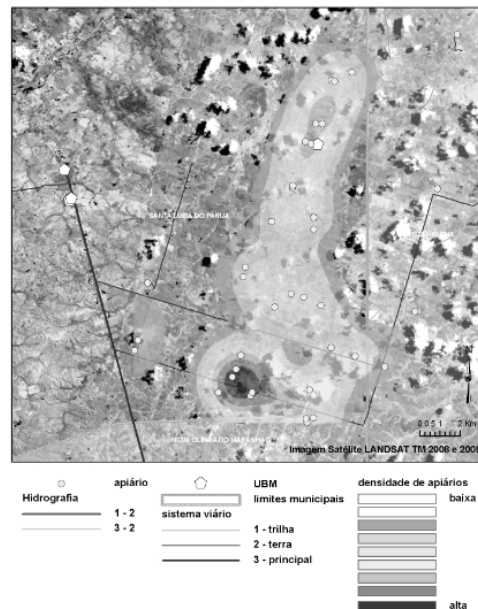 SANTA LUZIA DO PARUÁ
NOVA OLINDA DO MARANHÃO
N
0 0.5 1 2 Km
Imagem Satélite LANDSAT TM 2008 e 2009
apiário
UBM
densidade de apiários
Hidrografia
limites municipais
baixa
1 - 2
sistema viário
3 - 2
1 - trilha
2 - terra
3 - principal
alta